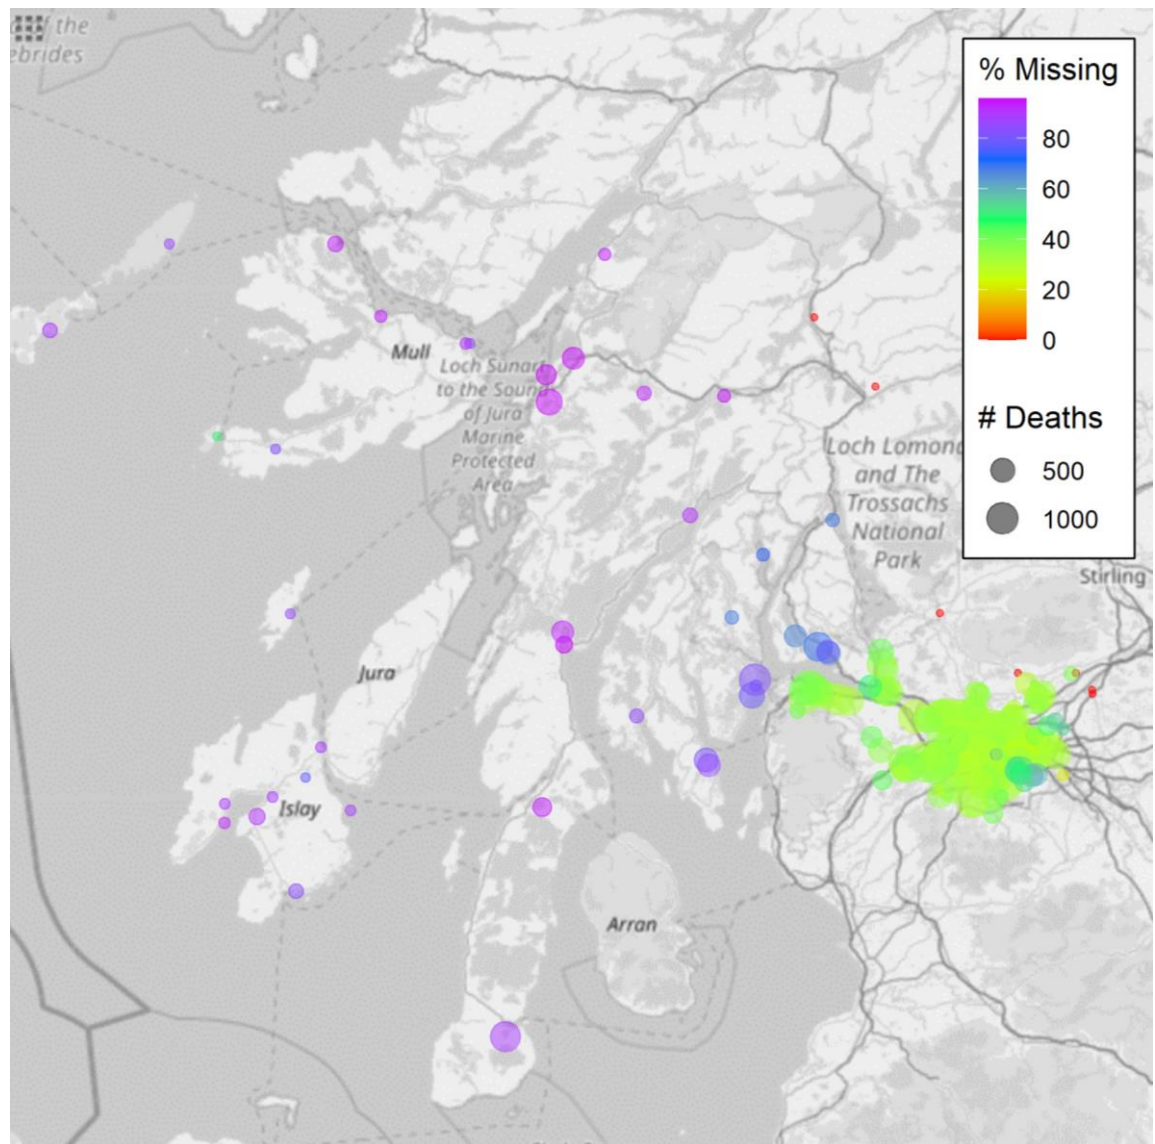 the
ebrides
% Missing
80
60
40
20
0
# Deaths
500
1000
Mull
Loch Sunart
to the Sound
of Jura
Marine
Protected
Area
Loch Lomond
and The
Trossachs
National
Park
Stirling
Jura
Islay
Arran